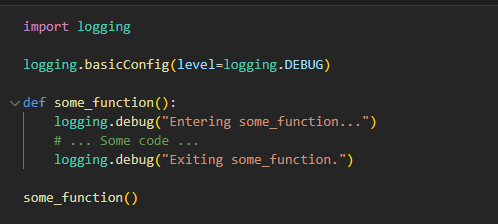 import logging
logging.basicConfig(level=logging.DEBUG)
def some_function():
    logging.debug("Entering some_function...")
    # ... Some code ...
    logging.debug("Exiting some_function.")
some_function()